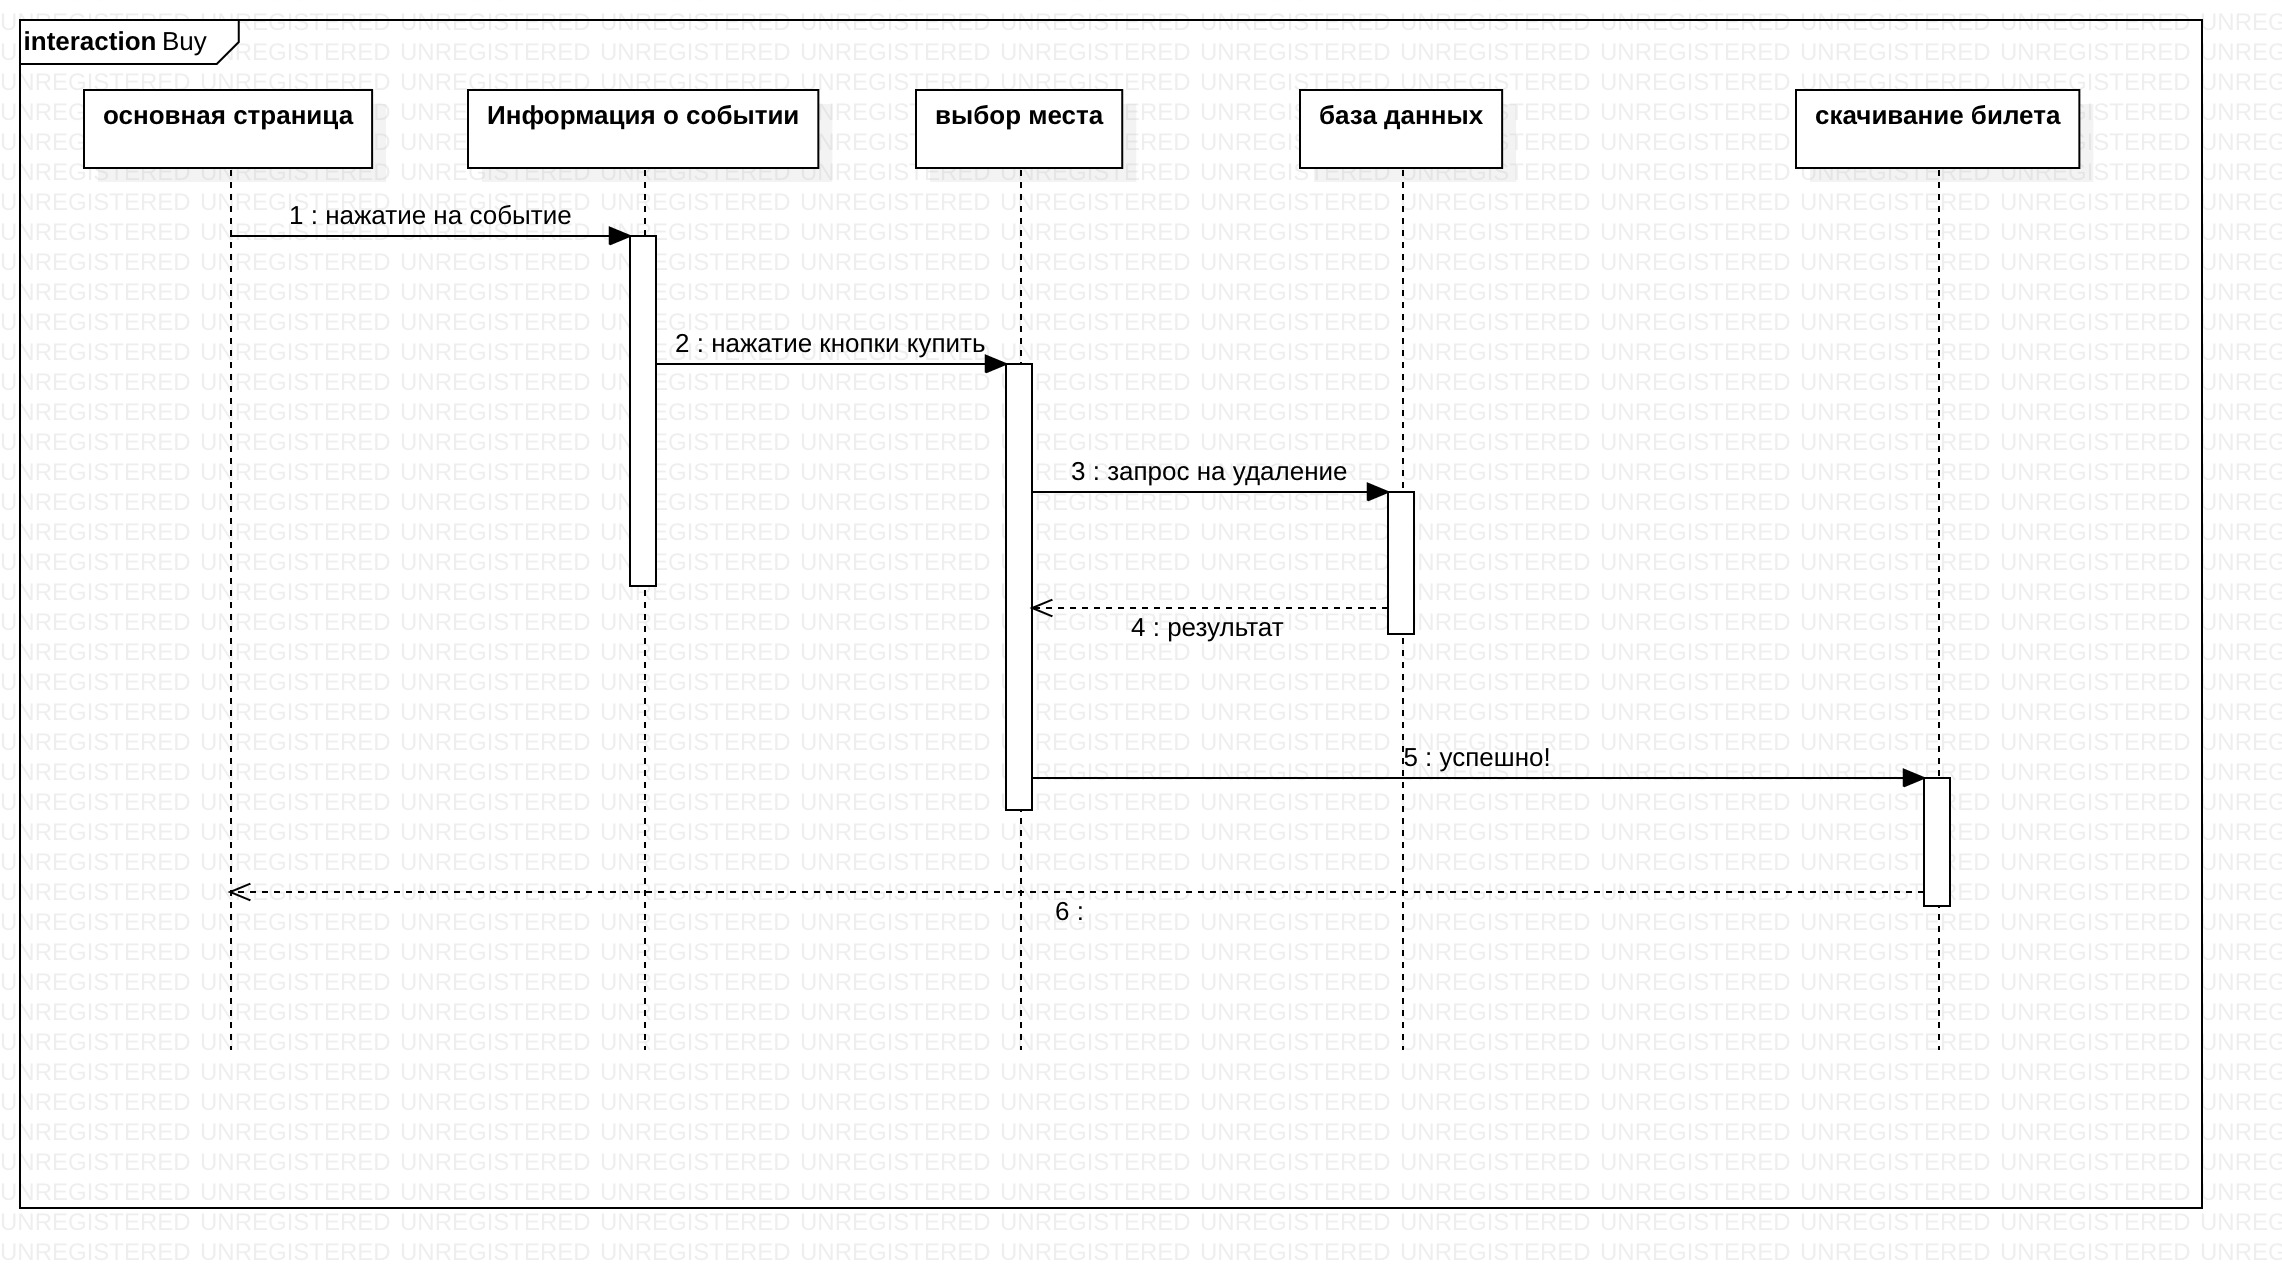 interaction Buy
основная страница
Информация о событии
выбор места
база данных
скачивание билета
1 : нажатие на событие
2 : нажатие кнопки купить
3 : запрос на удаление
4 : результат
5 : успешно!
6 :
UNREGISTERED